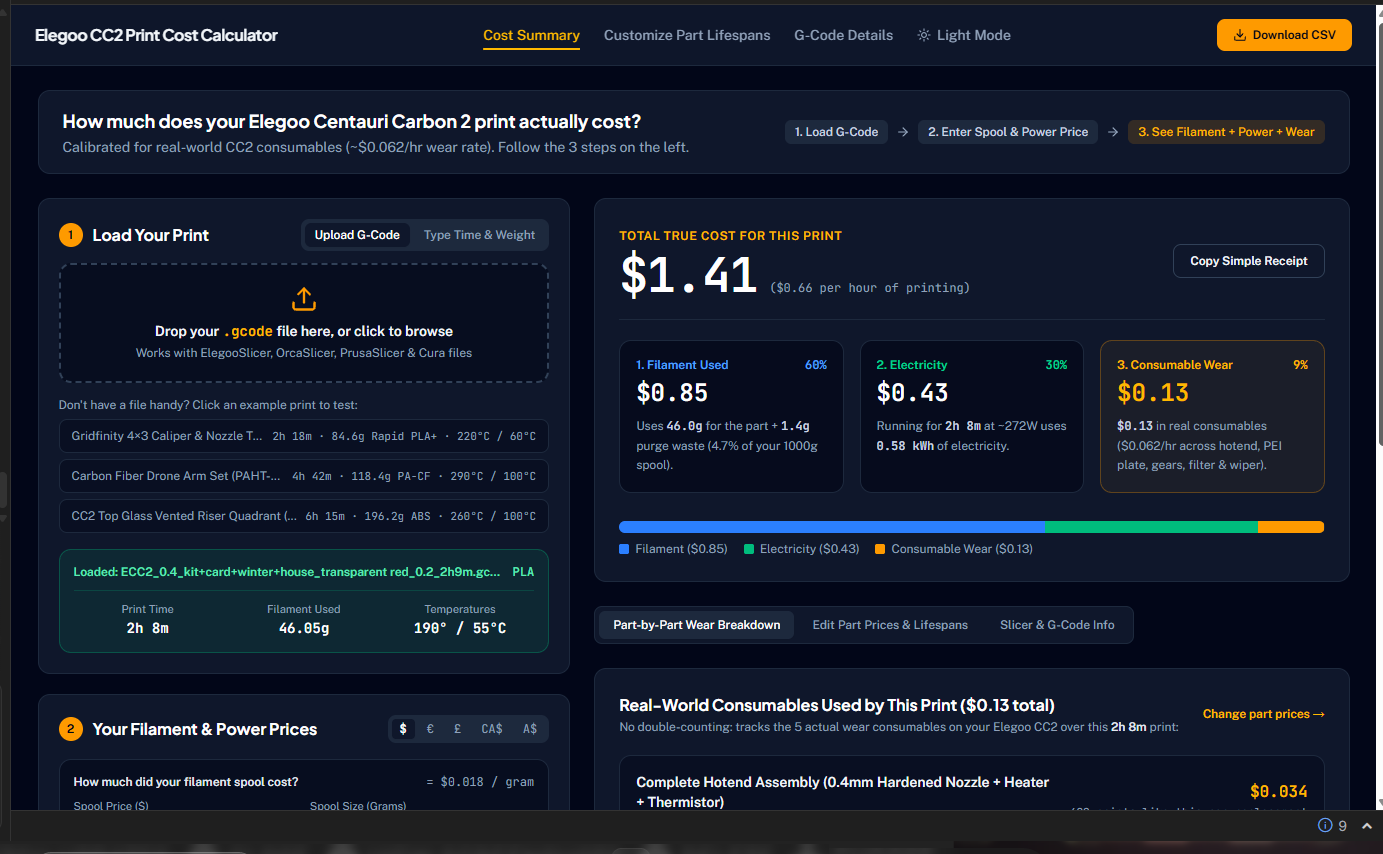 Elegoo CC2 Print Cost Calculator
Cost Summary
Customize Part Lifespans
G-Code Details
Light Mode
Download CSV
How much does your Elegoo Centauri Carbon 2 print actually cost?
Calibrated for real-world CC2 consumables (~$0.062/hr wear rate). Follow the 3 steps on the left.
1. Load G-Code → 2. Enter Spool & Power Price → 3. See Filament + Power + Wear
1 Load Your Print
Upload G-Code
Type Time & Weight
Drop your .gcode file here, or click to browse
Works with ElegooSlicer, OrcaSlicer, PrusaSlicer & Cura files
Don't have a file handy? Click an example print to test:
Gridfinity 4×3 Caliper & Nozzle T... 2h 18m · 84.6g Rapid PLA+ · 220°C / 60°C
Carbon Fiber Drone Arm Set (PAHT-... 4h 42m · 118.4g PA-CF · 290°C / 100°C
CC2 Top Glass Vented Riser Quadrant (... 6h 15m · 196.2g ABS · 260°C / 100°C
Loaded: ECC2_0.4_kit+card+winter+house_transparent red_0.2_2h9m.gc... PLA
Print Time
2h 8m
Filament Used
46.05g
Temperatures
190° / 55°C
2 Your Filament & Power Prices
$ € £ CA$ A$
How much did your filament spool cost? = $0.018 / gram
Spool Price ($)
Spool Size (Grams)
TOTAL TRUE COST FOR THIS PRINT
$1.41 ($0.66 per hour of printing)
Copy Simple Receipt
1. Filament Used 60%
$0.85
Uses 46.0g for the part + 1.4g
purge waste (4.7% of your 1000g
spool).
2. Electricity 30%
$0.43
Running for 2h 8m at ~272W uses
0.58 kWh of electricity.
3. Consumable Wear 9%
$0.13
$0.13 in real consumables
($0.062/hr across hotend, PEI
plate, gears, filter & wiper).
Filament ($0.85)
Electricity ($0.43)
Consumable Wear ($0.13)
Part-by-Part Wear Breakdown
Edit Part Prices & Lifespans
Slicer & G-Code Info
Real-World Consumables Used by This Print ($0.13 total)
No double-counting: tracks the 5 actual wear consumables on your Elegoo CC2 over this 2h 8m print:
Change part prices →
Complete Hotend Assembly (0.4mm Hardened Nozzle + Heater
+ Thermistor)
$0.034
9